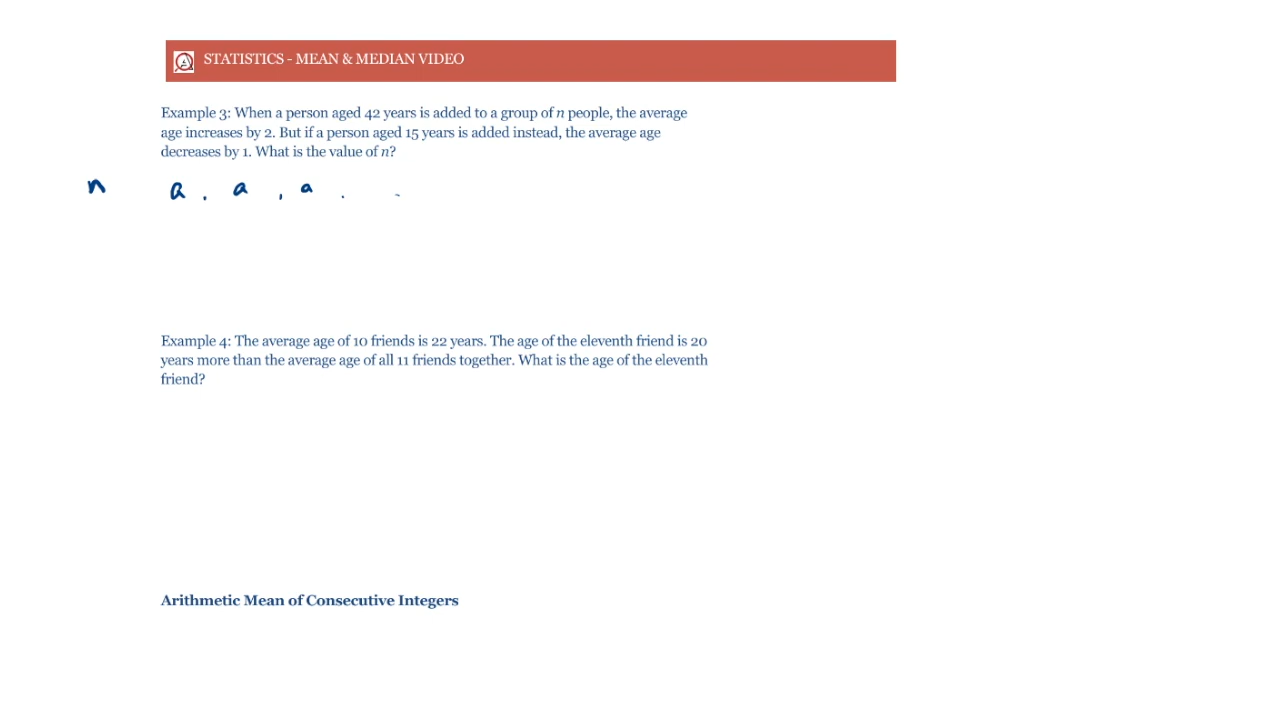 STATISTICS - MEAN & MEDIAN VIDEO
Example 3: When a person aged 42 years is added to a group of n people, the average
age increases by 2. But if a person aged 15 years is added instead, the average age
decreases by 1. What is the value of n?
n a , a , a .
Example 4: The average age of 10 friends is 22 years. The age of the eleventh friend is 20
years more than the average age of all 11 friends together. What is the age of the eleventh
friend?
Arithmetic Mean of Consecutive Integers